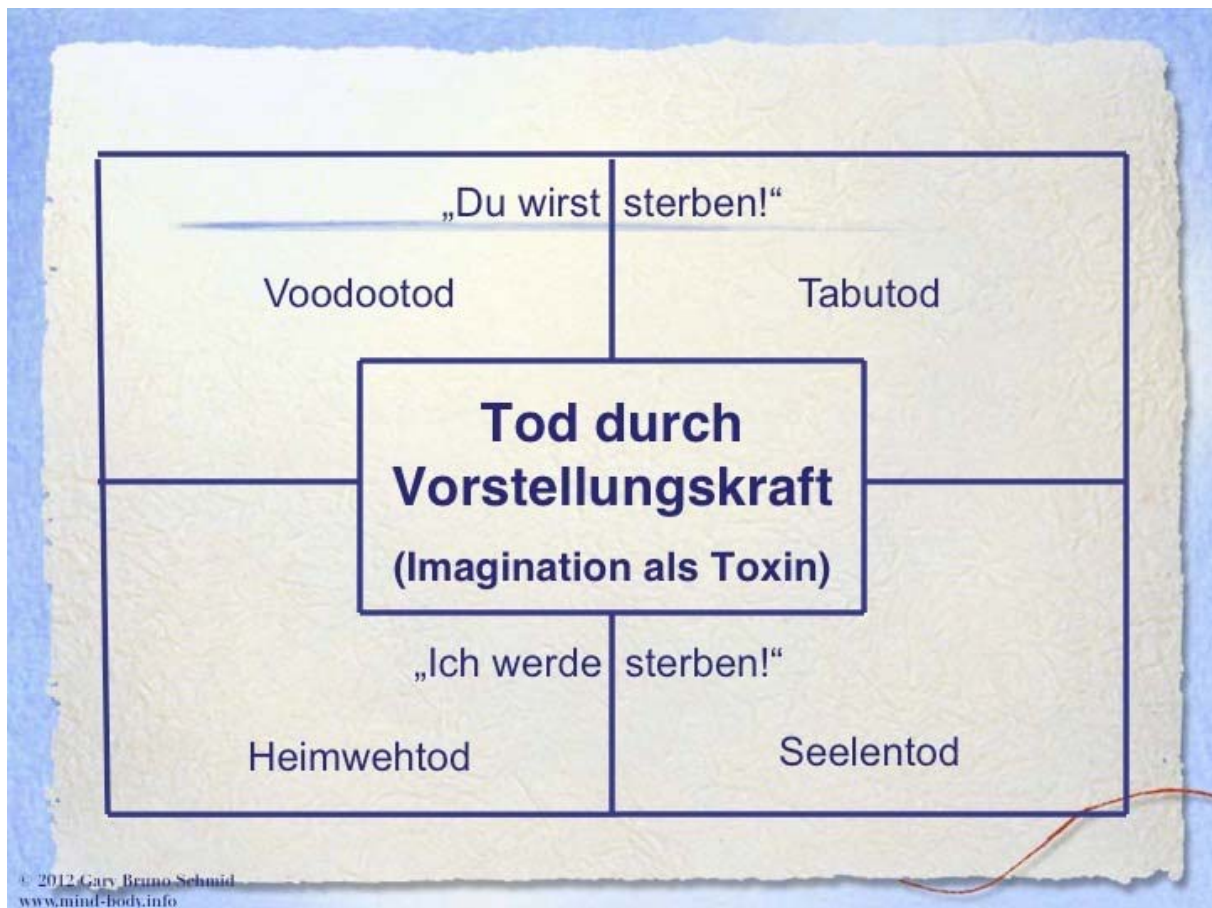 „Du wirst sterben!“
Voodootod Tabutod
Tod durch
Vorstellungskraft
(Imagination als Toxin)
„Ich werde sterben!“
Heimwehtod Seelentod
© 2012 Gary Bruno Schmid
www.mind-body.info